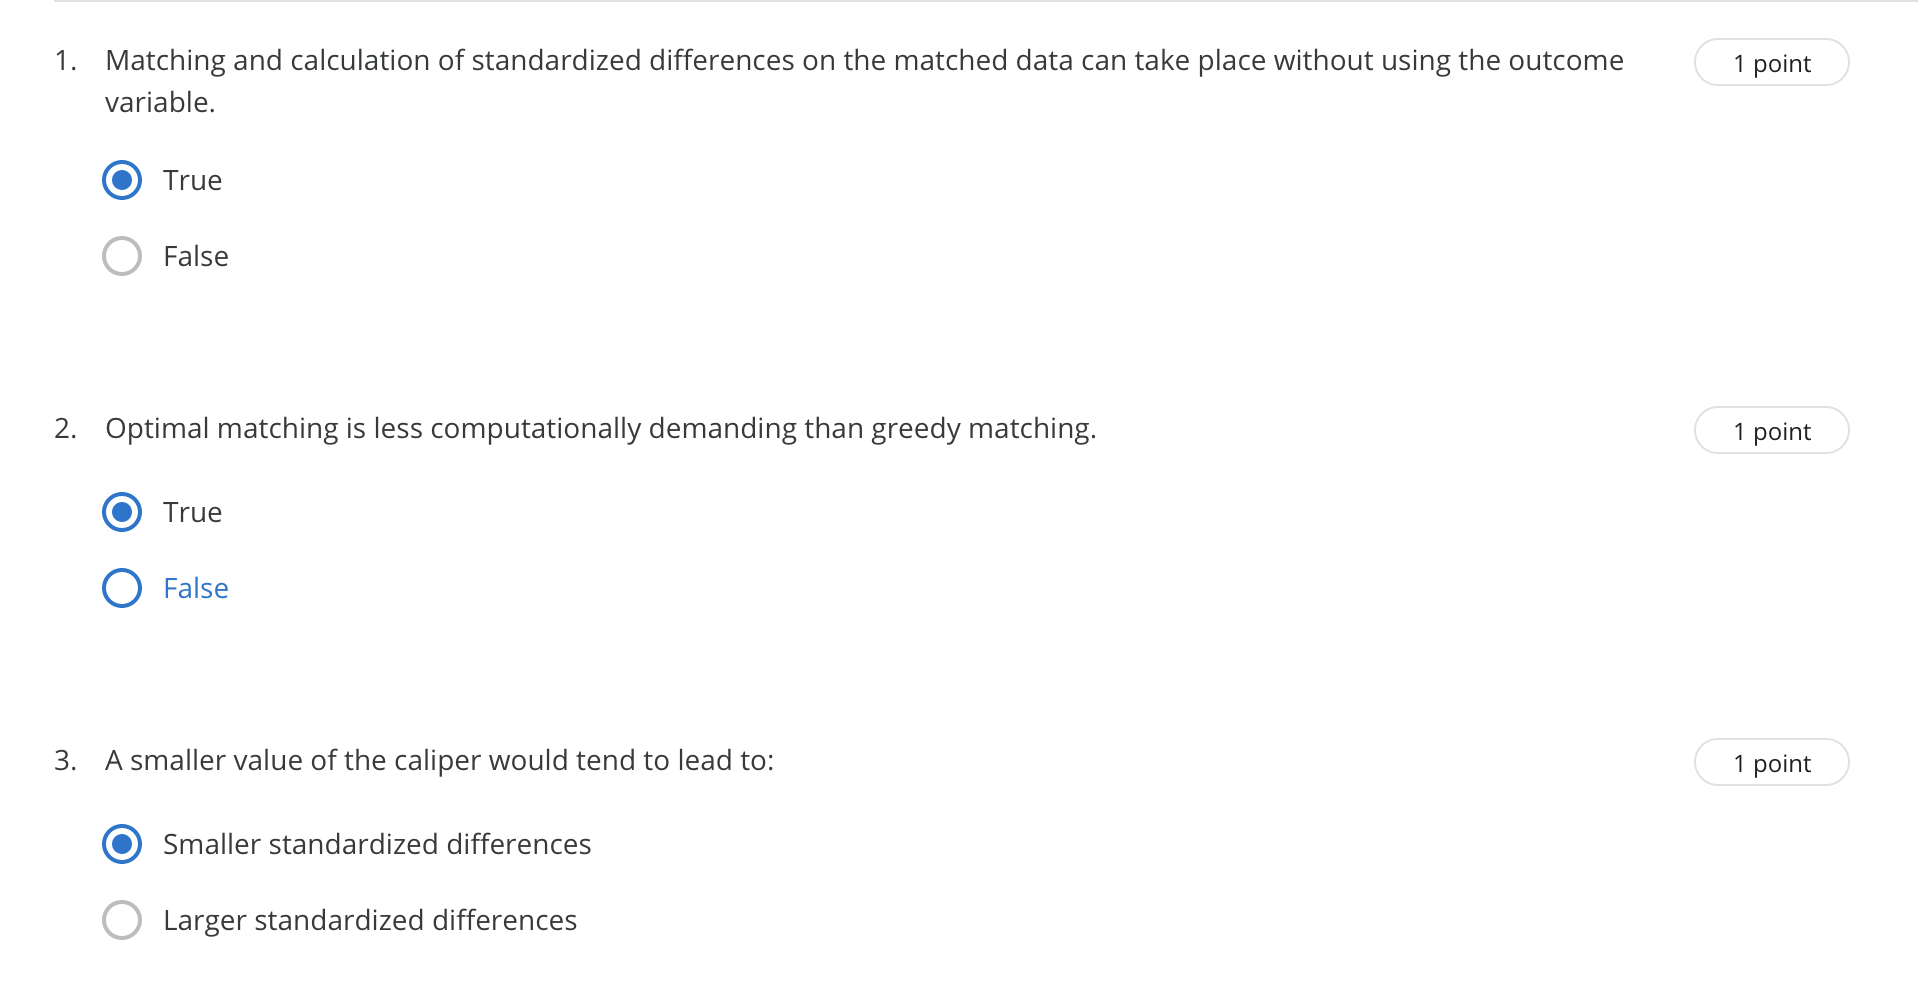 1. Matching and calculation of standardized differences on the matched data can take place without using the outcome
variable.
1 point
True
False
2. Optimal matching is less computationally demanding than greedy matching.
1 point
True
False
3. A smaller value of the caliper would tend to lead to:
1 point
Smaller standardized differences
Larger standardized differences